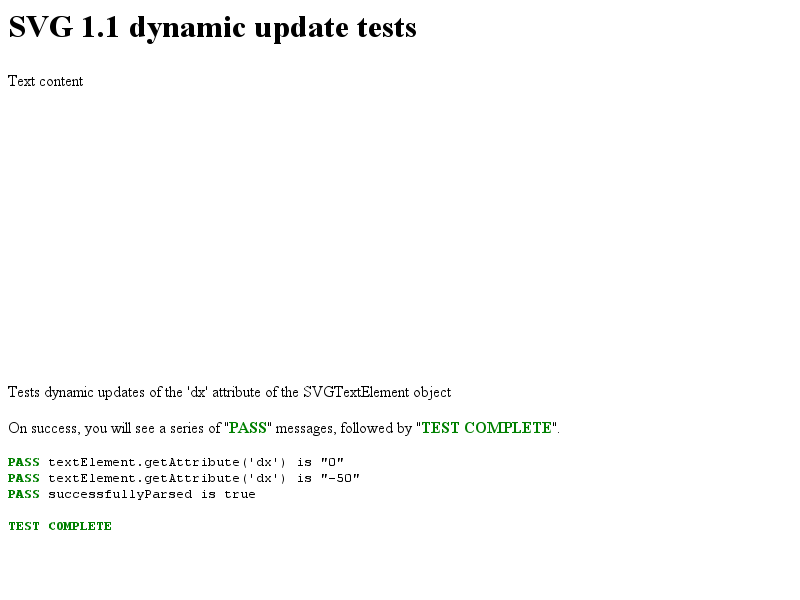 SVG 1.1 dynamic update tests
Text content
Tests dynamic updates of the 'dx' attribute of the SVGTextElement object
On success, you will see a series of "PASS" messages, followed by "TEST COMPLETE".
PASS textElement.getAttribute('dx') is "0"
PASS textElement.getAttribute('dx') is "-50"
PASS successfullyParsed is true
TEST COMPLETE